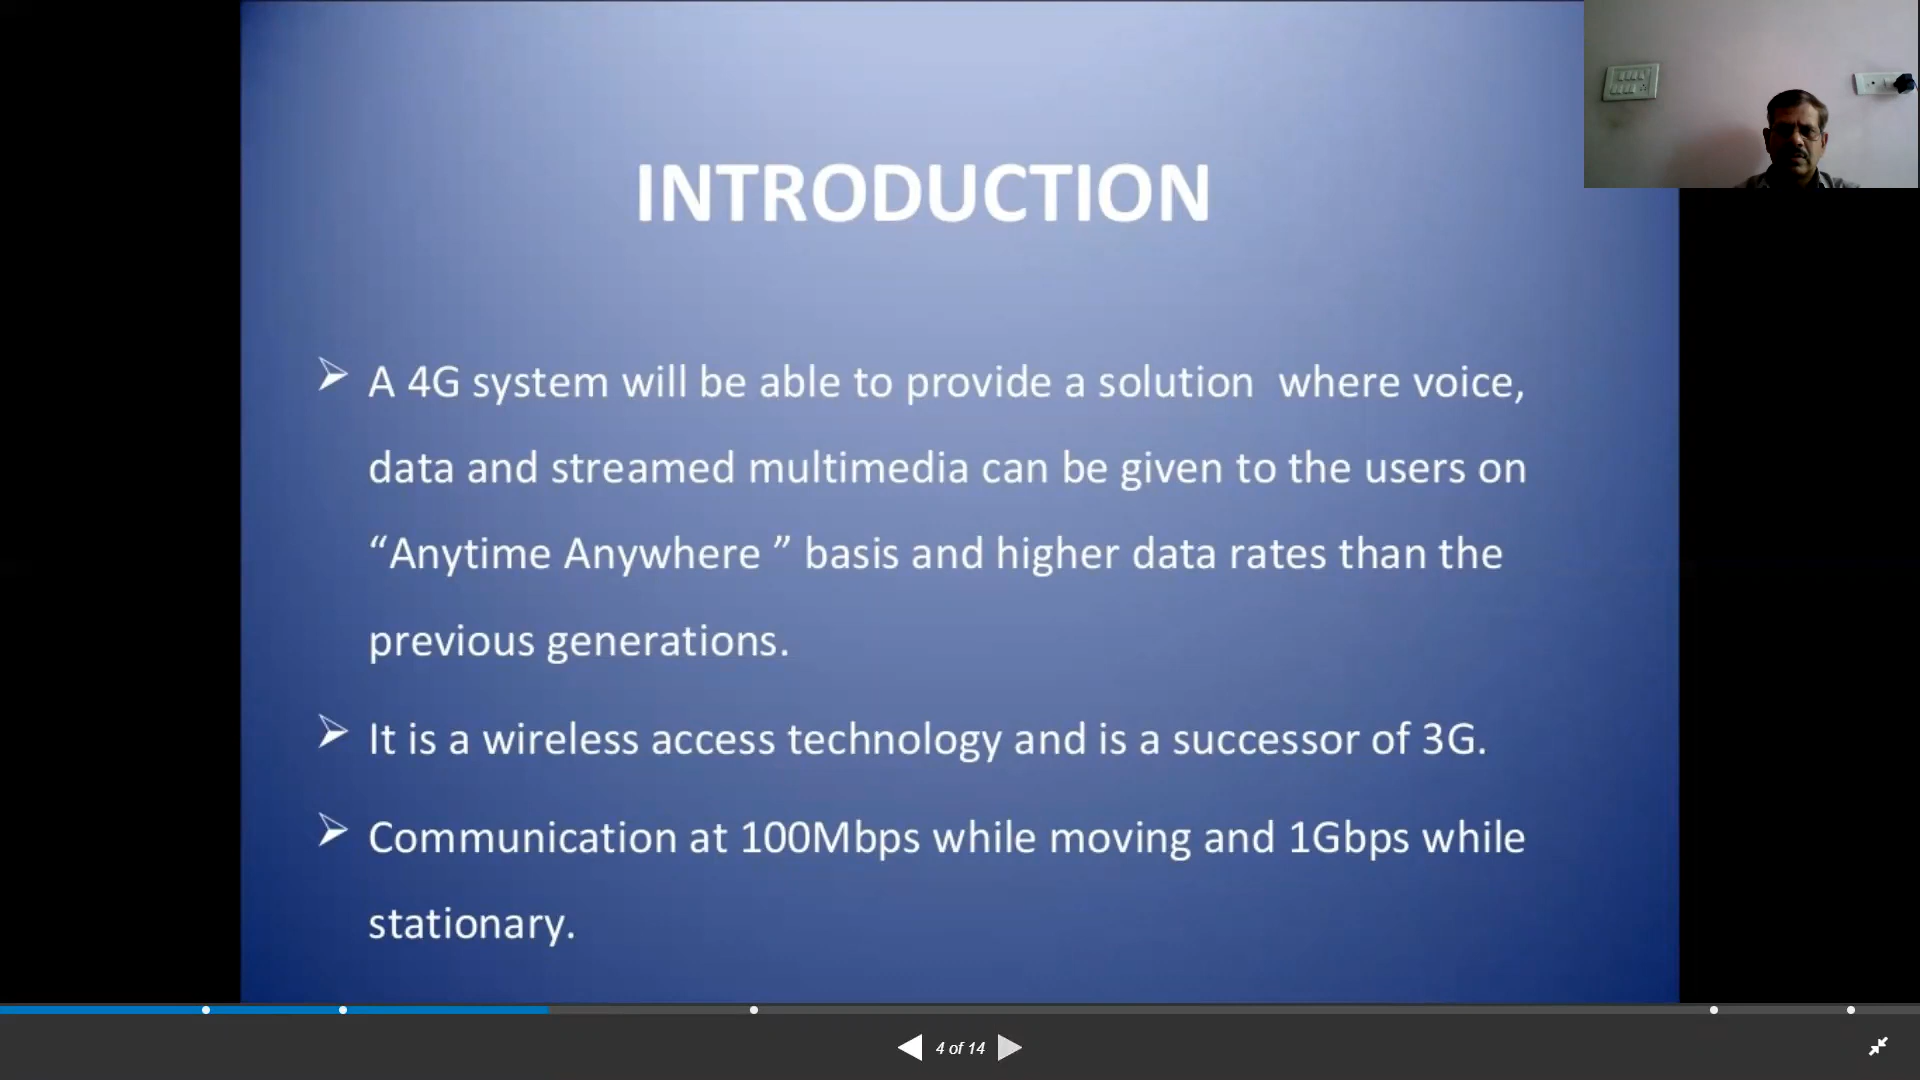 INTRODUCTION
➢ A 4G system will be able to provide a solution  where voice,
data and streamed multimedia can be given to the users on
“Anytime Anywhere ” basis and higher data rates than the
previous generations.
➢ It is a wireless access technology and is a successor of 3G.
➢ Communication at 100Mbps while moving and 1Gbps while
stationary.
4 of 14